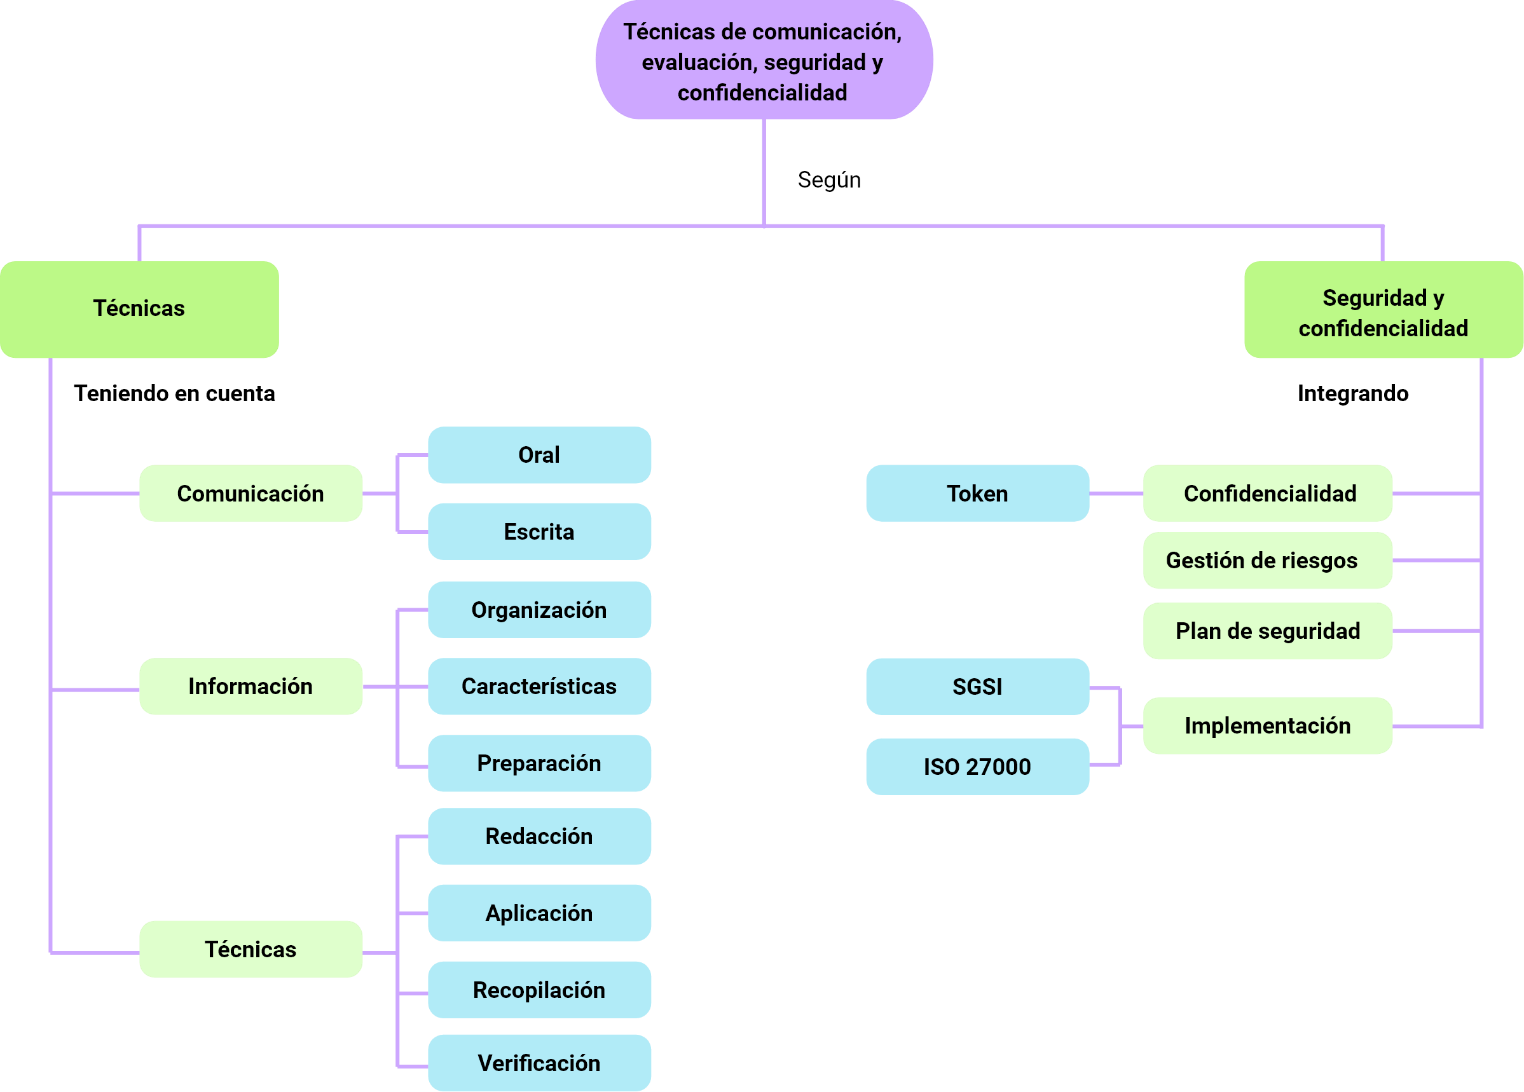 Técnicas de comunicación,
evaluación, seguridad y
confidencialidad
Según
Técnicas
Teniendo en cuenta
Comunicación
Oral
Escrita
Información
Organización
Características
Preparación
Técnicas
Redacción
Aplicación
Recopilación
Verificación
Seguridad y
confidencialidad
Integrando
Confidencialidad
Token
Gestión de riesgos
Plan de seguridad
Implementación
SGSI
ISO 27000